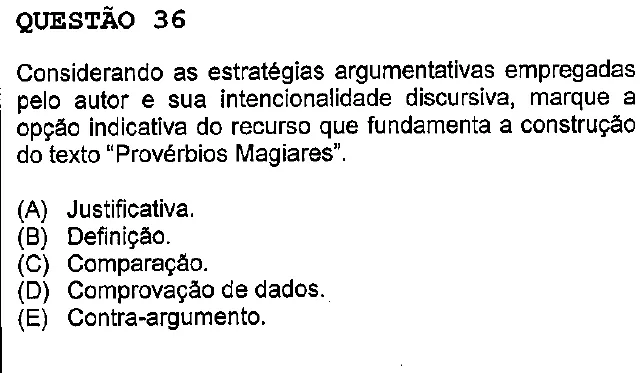 QUESTÃO 36
Considerando as estratégias argumentativas empregadas
pelo autor e sua intencionalidade discursiva, marque a
opção indicativa do recurso que fundamenta a construção
do texto "Provérbios Magiares".
(A) Justificativa.
(B) Definição.
(C) Comparação.
(D) Comprovação de dados.
(E) Contra-argumento.